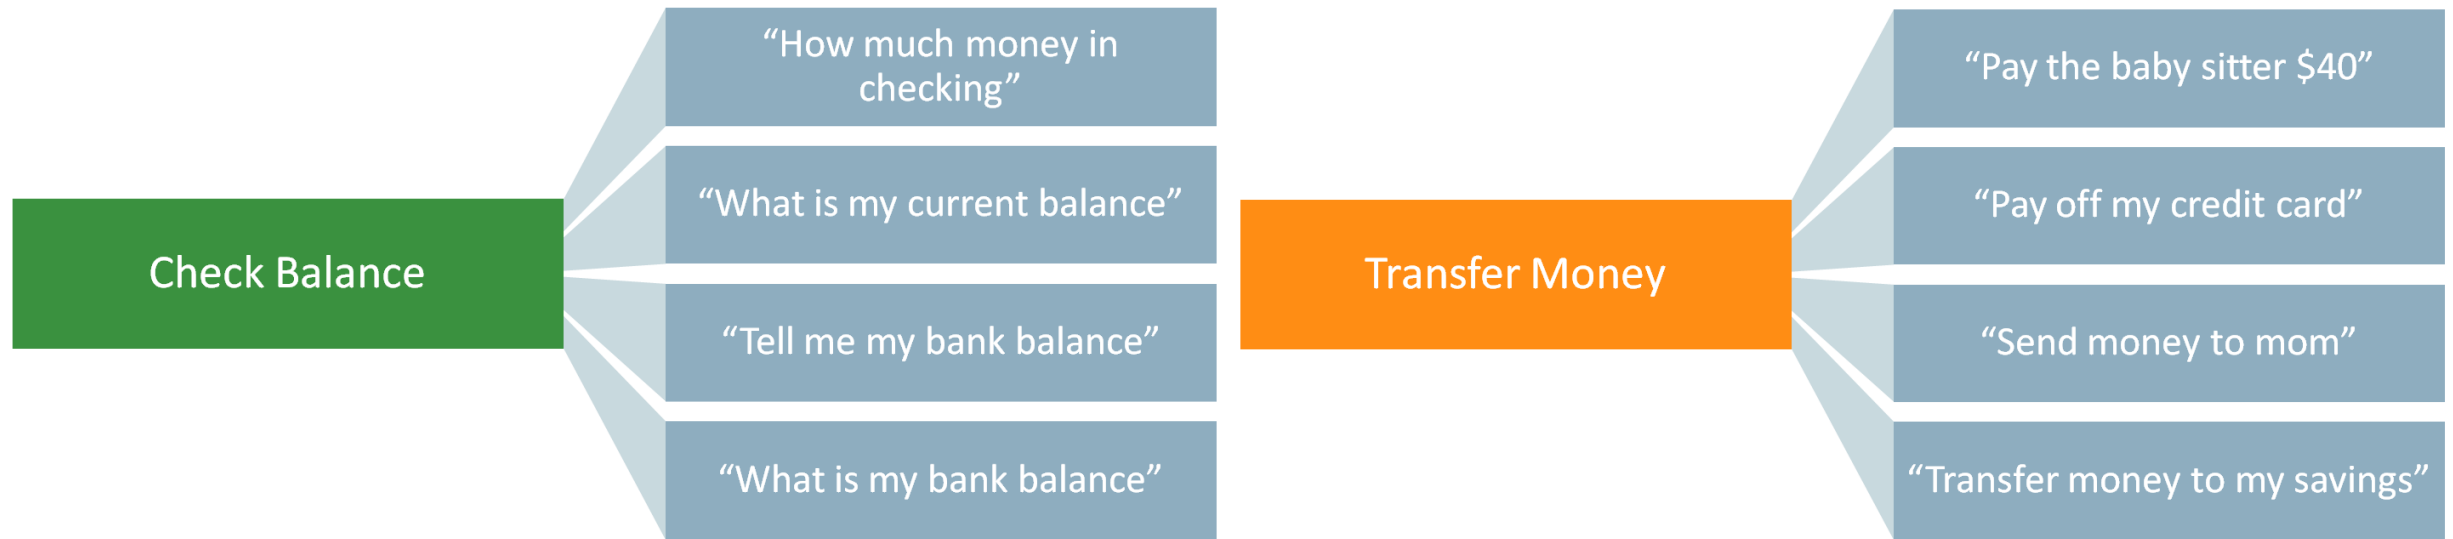 Check Balance
“How much money in
checking”
“What is my current balance”
“Tell me my bank balance”
“What is my bank balance”
Transfer Money
“Pay the baby sitter $40”
“Pay off my credit card”
“Send money to mom”
“Transfer money to my savings”